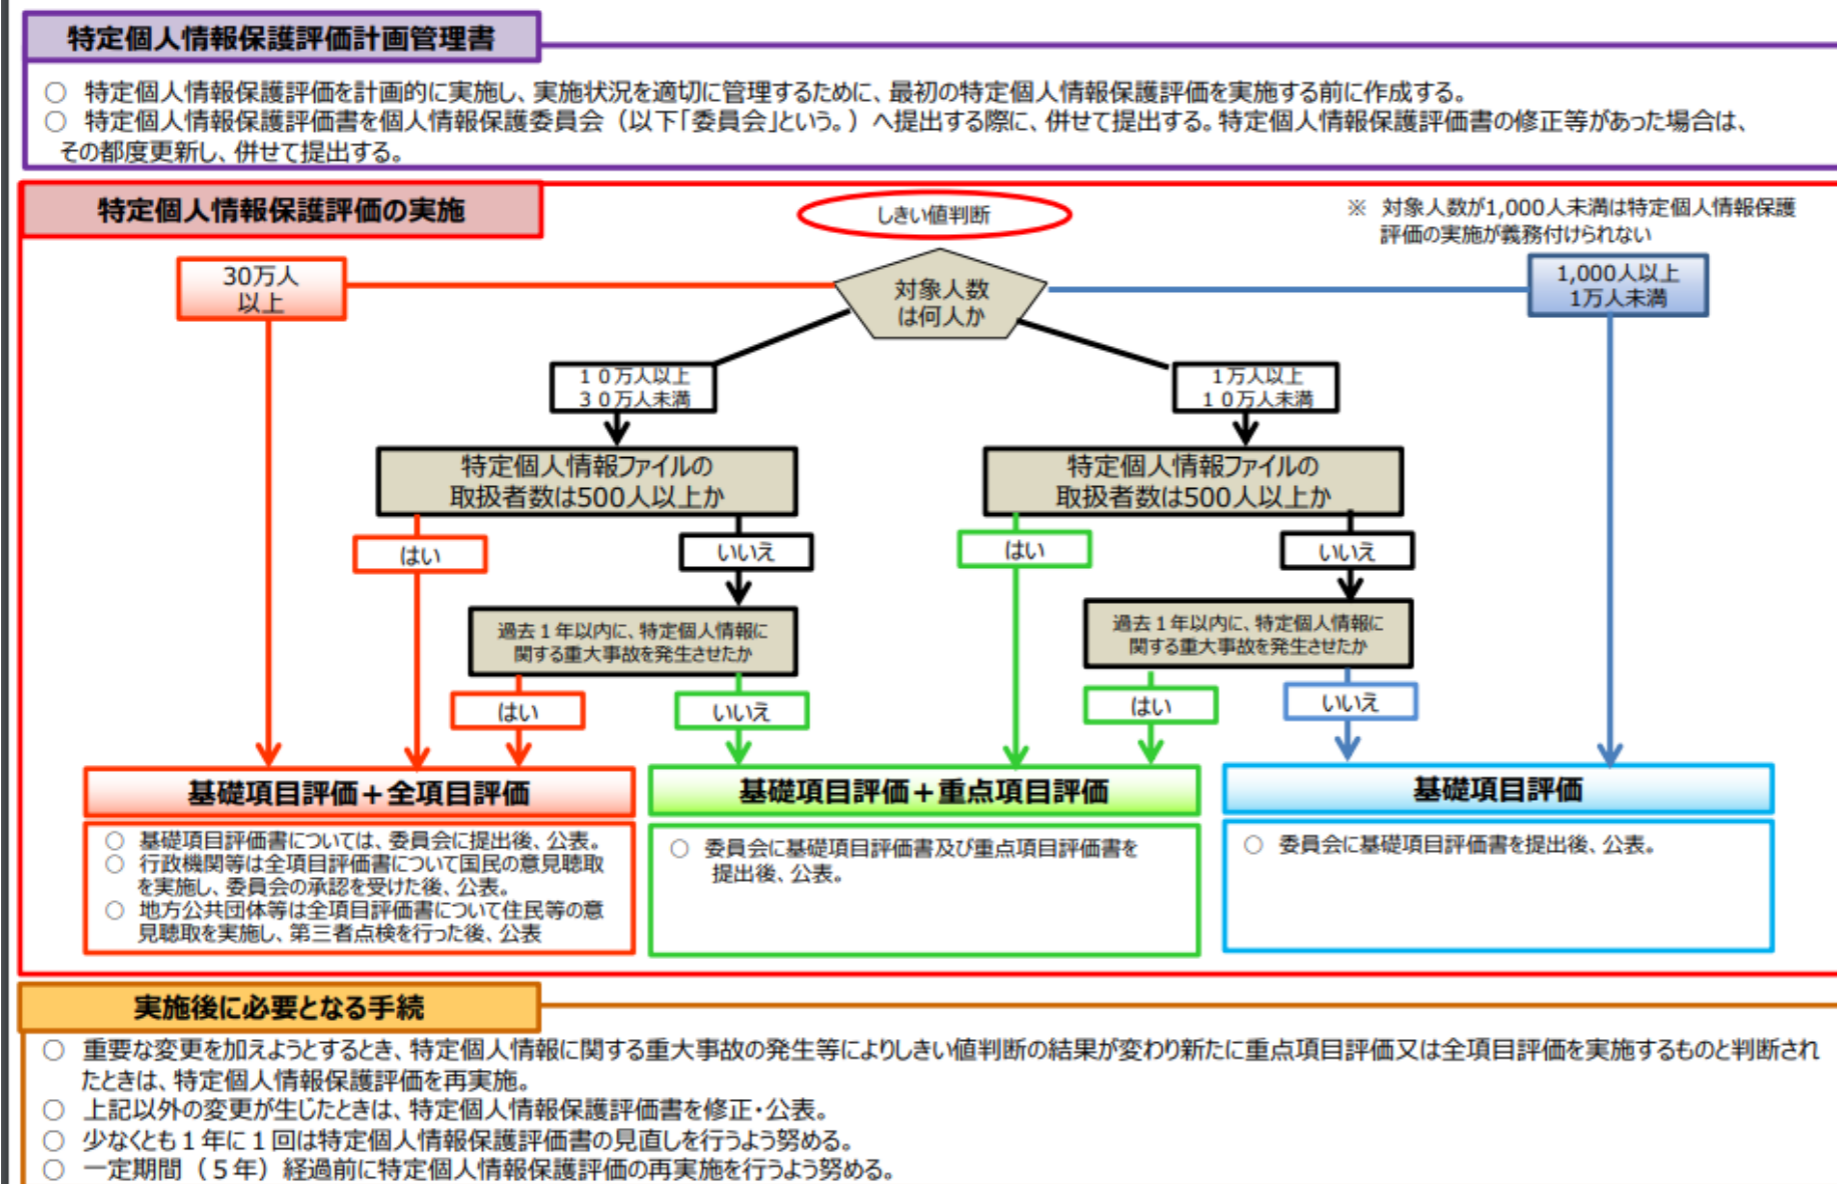 特定個人情報保護評価計画管理書
○ 特定個人情報保護評価を計画的に実施し、実施状況を適切に管理するために、最初の特定個人情報保護評価を実施する前に作成する。
○ 特定個人情報保護評価書を個人情報保護委員会（以下「委員会」という。）へ提出する際に、併せて提出する。特定個人情報保護評価書の修正等があった場合は、
その都度更新し、併せて提出する。
特定個人情報保護評価の実施
しきい値判断
※ 対象人数が1,000人未満は特定個人情報保護
評価の実施が義務付けられない
30万人
以上
対象人数
は何人か
1,000人以上
1万人未満
１０万人以上
３０万人未満
1万人以上
１０万人未満
特定個人情報ファイルの
取扱者数は500人以上か
特定個人情報ファイルの
取扱者数は500人以上か
はい
いいえ
はい
いいえ
過去１年以内に、特定個人情報に
関する重大事故を発生させたか
過去１年以内に、特定個人情報に
関する重大事故を発生させたか
はい
いいえ
はい
いいえ
基礎項目評価＋全項目評価
○ 基礎項目評価書については、委員会に提出後、公表。
○ 行政機関等は全項目評価書について国民の意見聴取
を実施し、委員会の承認を受けた後、公表。
○ 地方公共団体等は全項目評価書について住民等の意
見聴取を実施し、第三者点検を行った後、公表
基礎項目評価＋重点項目評価
○ 委員会に基礎項目評価書及び重点項目評価書を
提出後、公表。
基礎項目評価
○ 委員会に基礎項目評価書を提出後、公表。
実施後に必要となる手続
○ 重要な変更を加えようとするとき、特定個人情報に関する重大事故の発生等によりしきい値判断の結果が変わり新たに重点項目評価又は全項目評価を実施するものと判断され
たときは、特定個人情報保護評価を再実施。
○ 上記以外の変更が生じたときは、特定個人情報保護評価書を修正・公表。
○ 少なくとも１年に１回は特定個人情報保護評価書の見直しを行うよう努める。
○ 一定期間（５年）経過前に特定個人情報保護評価の再実施を行うよう努める。